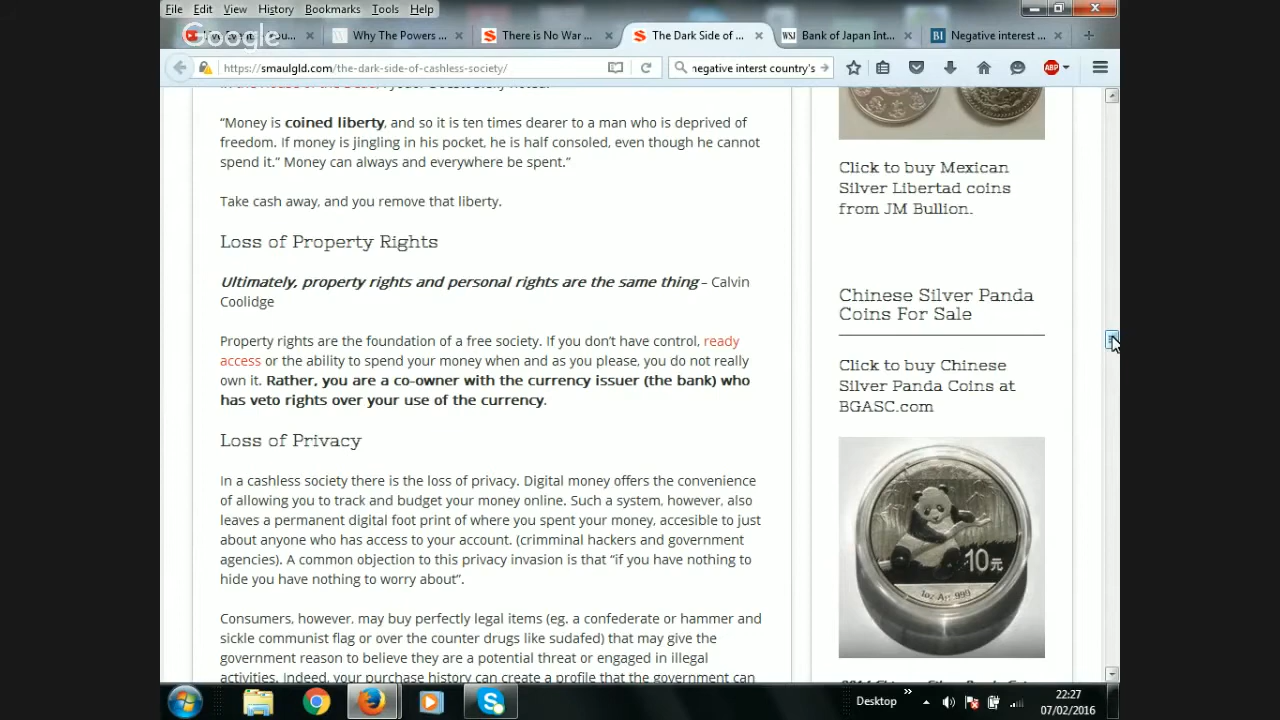 File Edit View History Bookmarks Tools Help
Google
Why The Powers ...
There is No War ...
The Dark Side of ...
Bank of Japan Int...
Negative interest ...
https://smaulgld.com/the-dark-side-of-cashless-society/
negative interst country's
ABP
“Money is coined liberty, and so it is ten times dearer to a man who is deprived of
freedom. If money is jingling in his pocket, he is half consoled, even though he cannot
spend it.” Money can always and everywhere be spent.”
Take cash away, and you remove that liberty.
Loss of Property Rights
Ultimately, property rights and personal rights are the same thing – Calvin
Coolidge
Property rights are the foundation of a free society. If you don’t have control, ready
access or the ability to spend your money when and as you please, you do not really
own it. Rather, you are a co-owner with the currency issuer (the bank) who
has veto rights over your use of the currency.
Loss of Privacy
In a cashless society there is the loss of privacy. Digital money offers the convenience
of allowing you to track and budget your money online. Such a system, however, also
leaves a permanent digital foot print of where you spent your money, accesible to just
about anyone who has access to your account. (crimminal hackers and government
agencies). A common objection to this privacy invasion is that “if you have nothing to
hide you have nothing to worry about”.
Consumers, however, may buy perfectly legal items (eg. a confederate or hammer and
sickle communist flag or over the counter drugs like sudafed) that may give the
government reason to believe they are a potential threat or engaged in illegal
activities. Indeed, your purchase history can create a profile that the government can
Click to buy Mexican
Silver Libertad coins
from JM Bullion.
Chinese Silver Panda
Coins For Sale
Click to buy Chinese
Silver Panda Coins at
BGASC.com
10元
1oz Ag .999
Desktop
22:27
07/02/2016